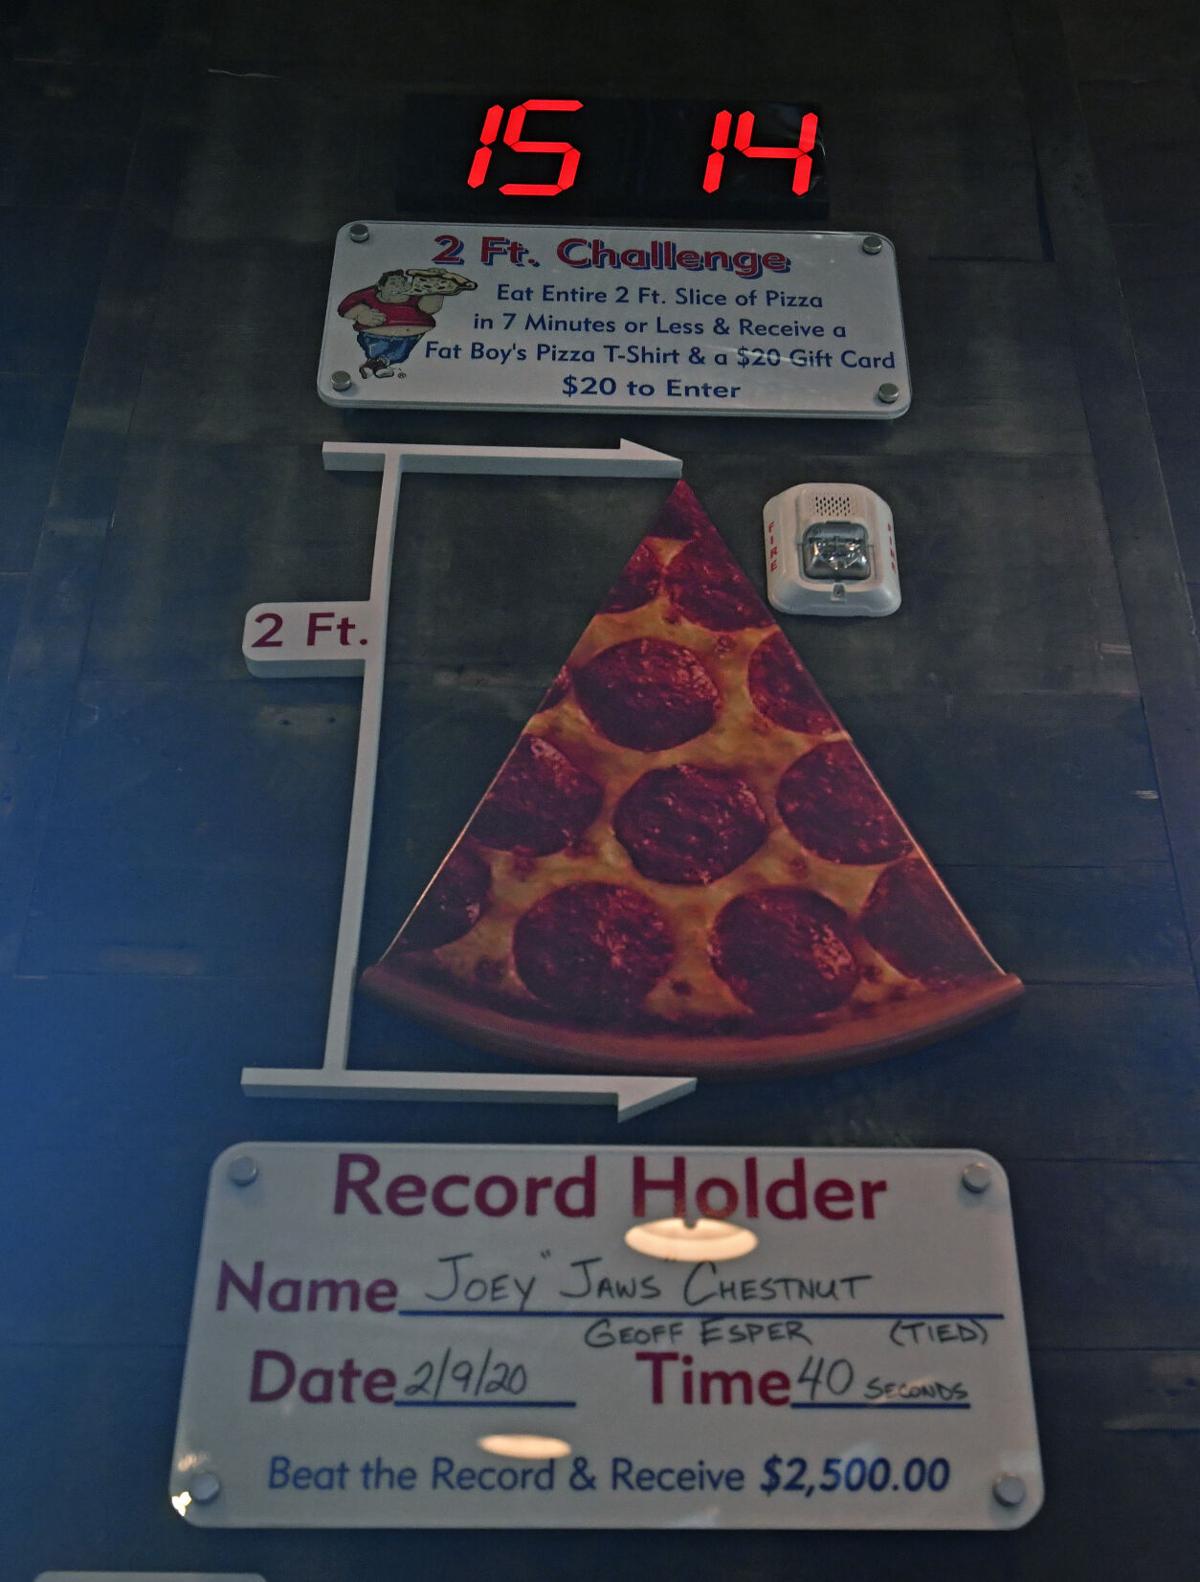 15 14
2 Ft. Challenge
Eat Entire 2 Ft. Slice of Pizza
in 7 Minutes or Less & Receive a
Fat Boy's Pizza T-Shirt & a $20 Gift Card
$20 to Enter
®
FIRE
FIRE
2 Ft.
Record Holder
Name JOEY "JAWS" CHESTNUT
GEOFF ESPER (TIED)
Date 2/9/20 Time 40 SECONDS
Beat the Record & Receive $2,500.00